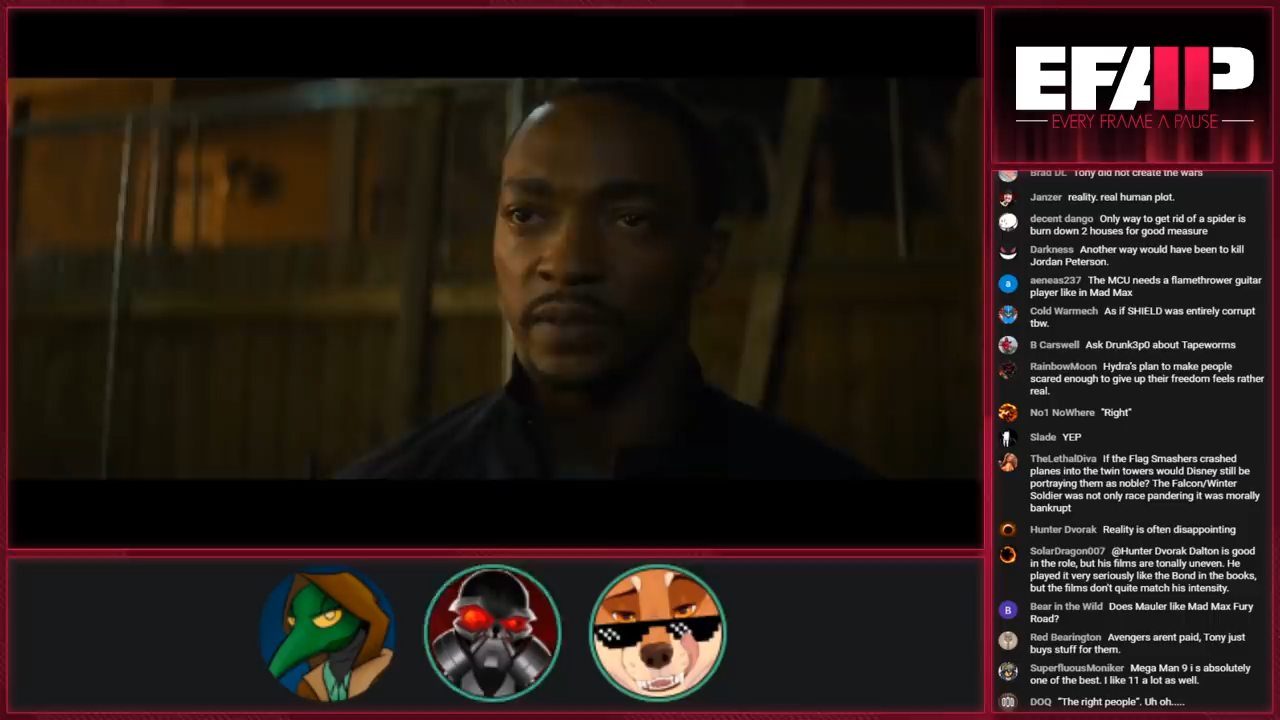 EFAP
EVERY FRAME A PAUSE
Brad DL Tony did not create the wars
Janzer reality. real human plot.
decent dango Only way to get rid of a spider is
burn down 2 houses for good measure
Darkness Another way would have been to kill
Jordan Peterson.
a
aeneas237 The MCU needs a flamethrower guitar
player like in Mad Max
Cold Warmech As if SHIELD was entirely corrupt
tbw.
B Carswell Ask Drunk3p0 about Tapeworms
RainbowMoon Hydra's plan to make people
scared enough to give up their freedom feels rather
real.
No1 NoWhere "Right"
Slade YEP
TheLethalDiva If the Flag Smashers crashed
planes into the twin towers would Disney still be
portraying them as noble? The Falcon/Winter
Soldier was not only race pandering it was morally
bankrupt
Hunter Dvorak Reality is often disappointing
SolarDragon007 @Hunter Dvorak Dalton is good
in the role, but his films are tonally uneven. He
played it very seriously like the Bond in the books,
but the films don't quite match his intensity.
B
Bear in the Wild Does Mauler like Mad Max Fury
Road?
Red Bearington Avengers arent paid, Tony just
buys stuff for them.
SuperfluousMoniker Mega Man 9 i s absolutely
one of the best. I like 11 a lot as well.
DOQ "The right people". Uh oh.....